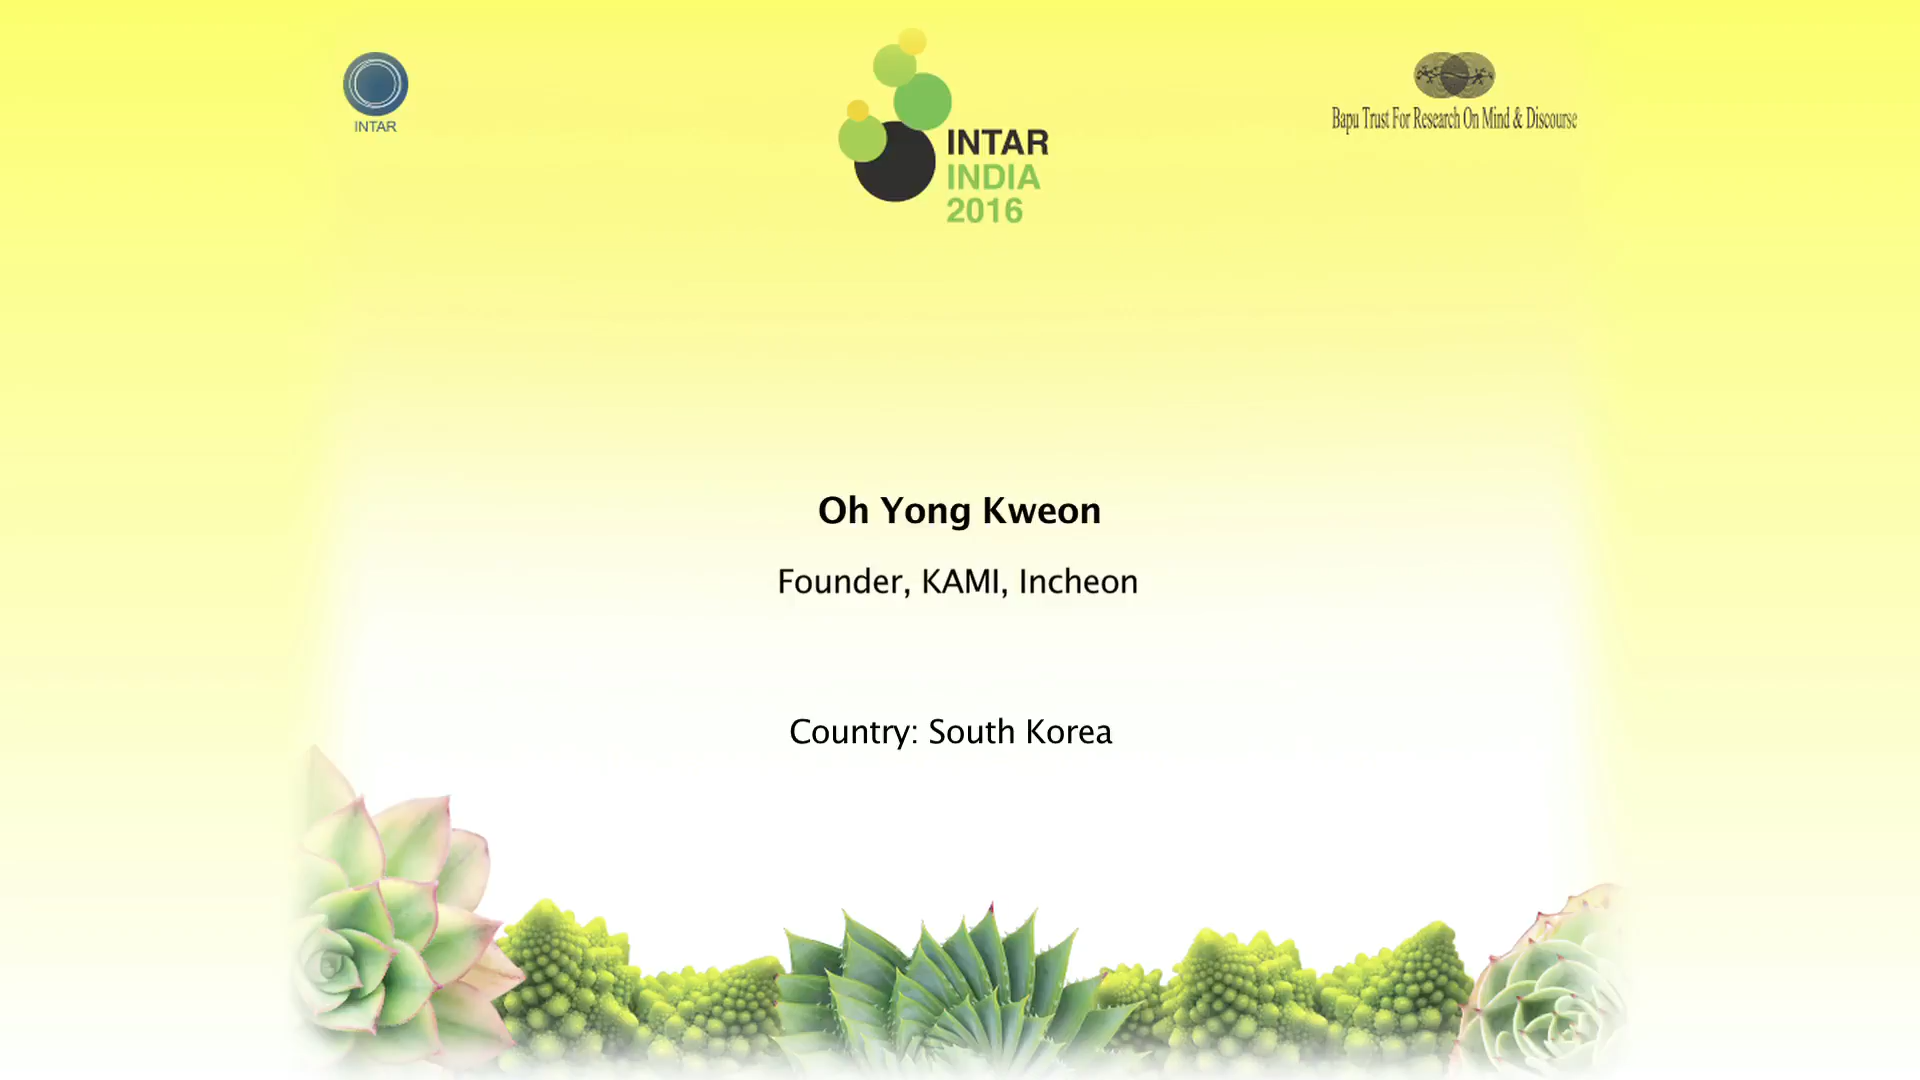 INTAR
INTAR
INDIA
2016
Bapu Trust For Research On Mind & Discourse
Oh Yong Kweon
Founder, KAMI, Incheon
Country: South Korea